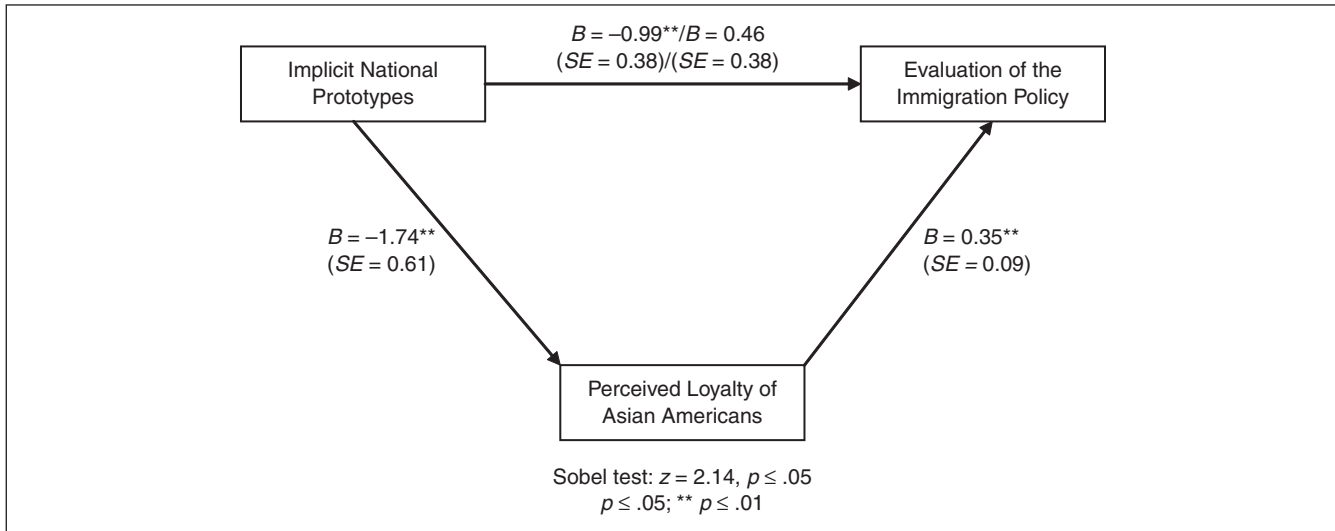 B = –0.99**/B = 0.46
(SE = 0.38)/(SE = 0.38)
Implicit National
Prototypes
Evaluation of the
Immigration Policy
B = –1.74**
(SE = 0.61)
B = 0.35**
(SE = 0.09)
Perceived Loyalty of
Asian Americans
Sobel test: z = 2.14, p ≤ .05
p ≤ .05; ** p ≤ .01